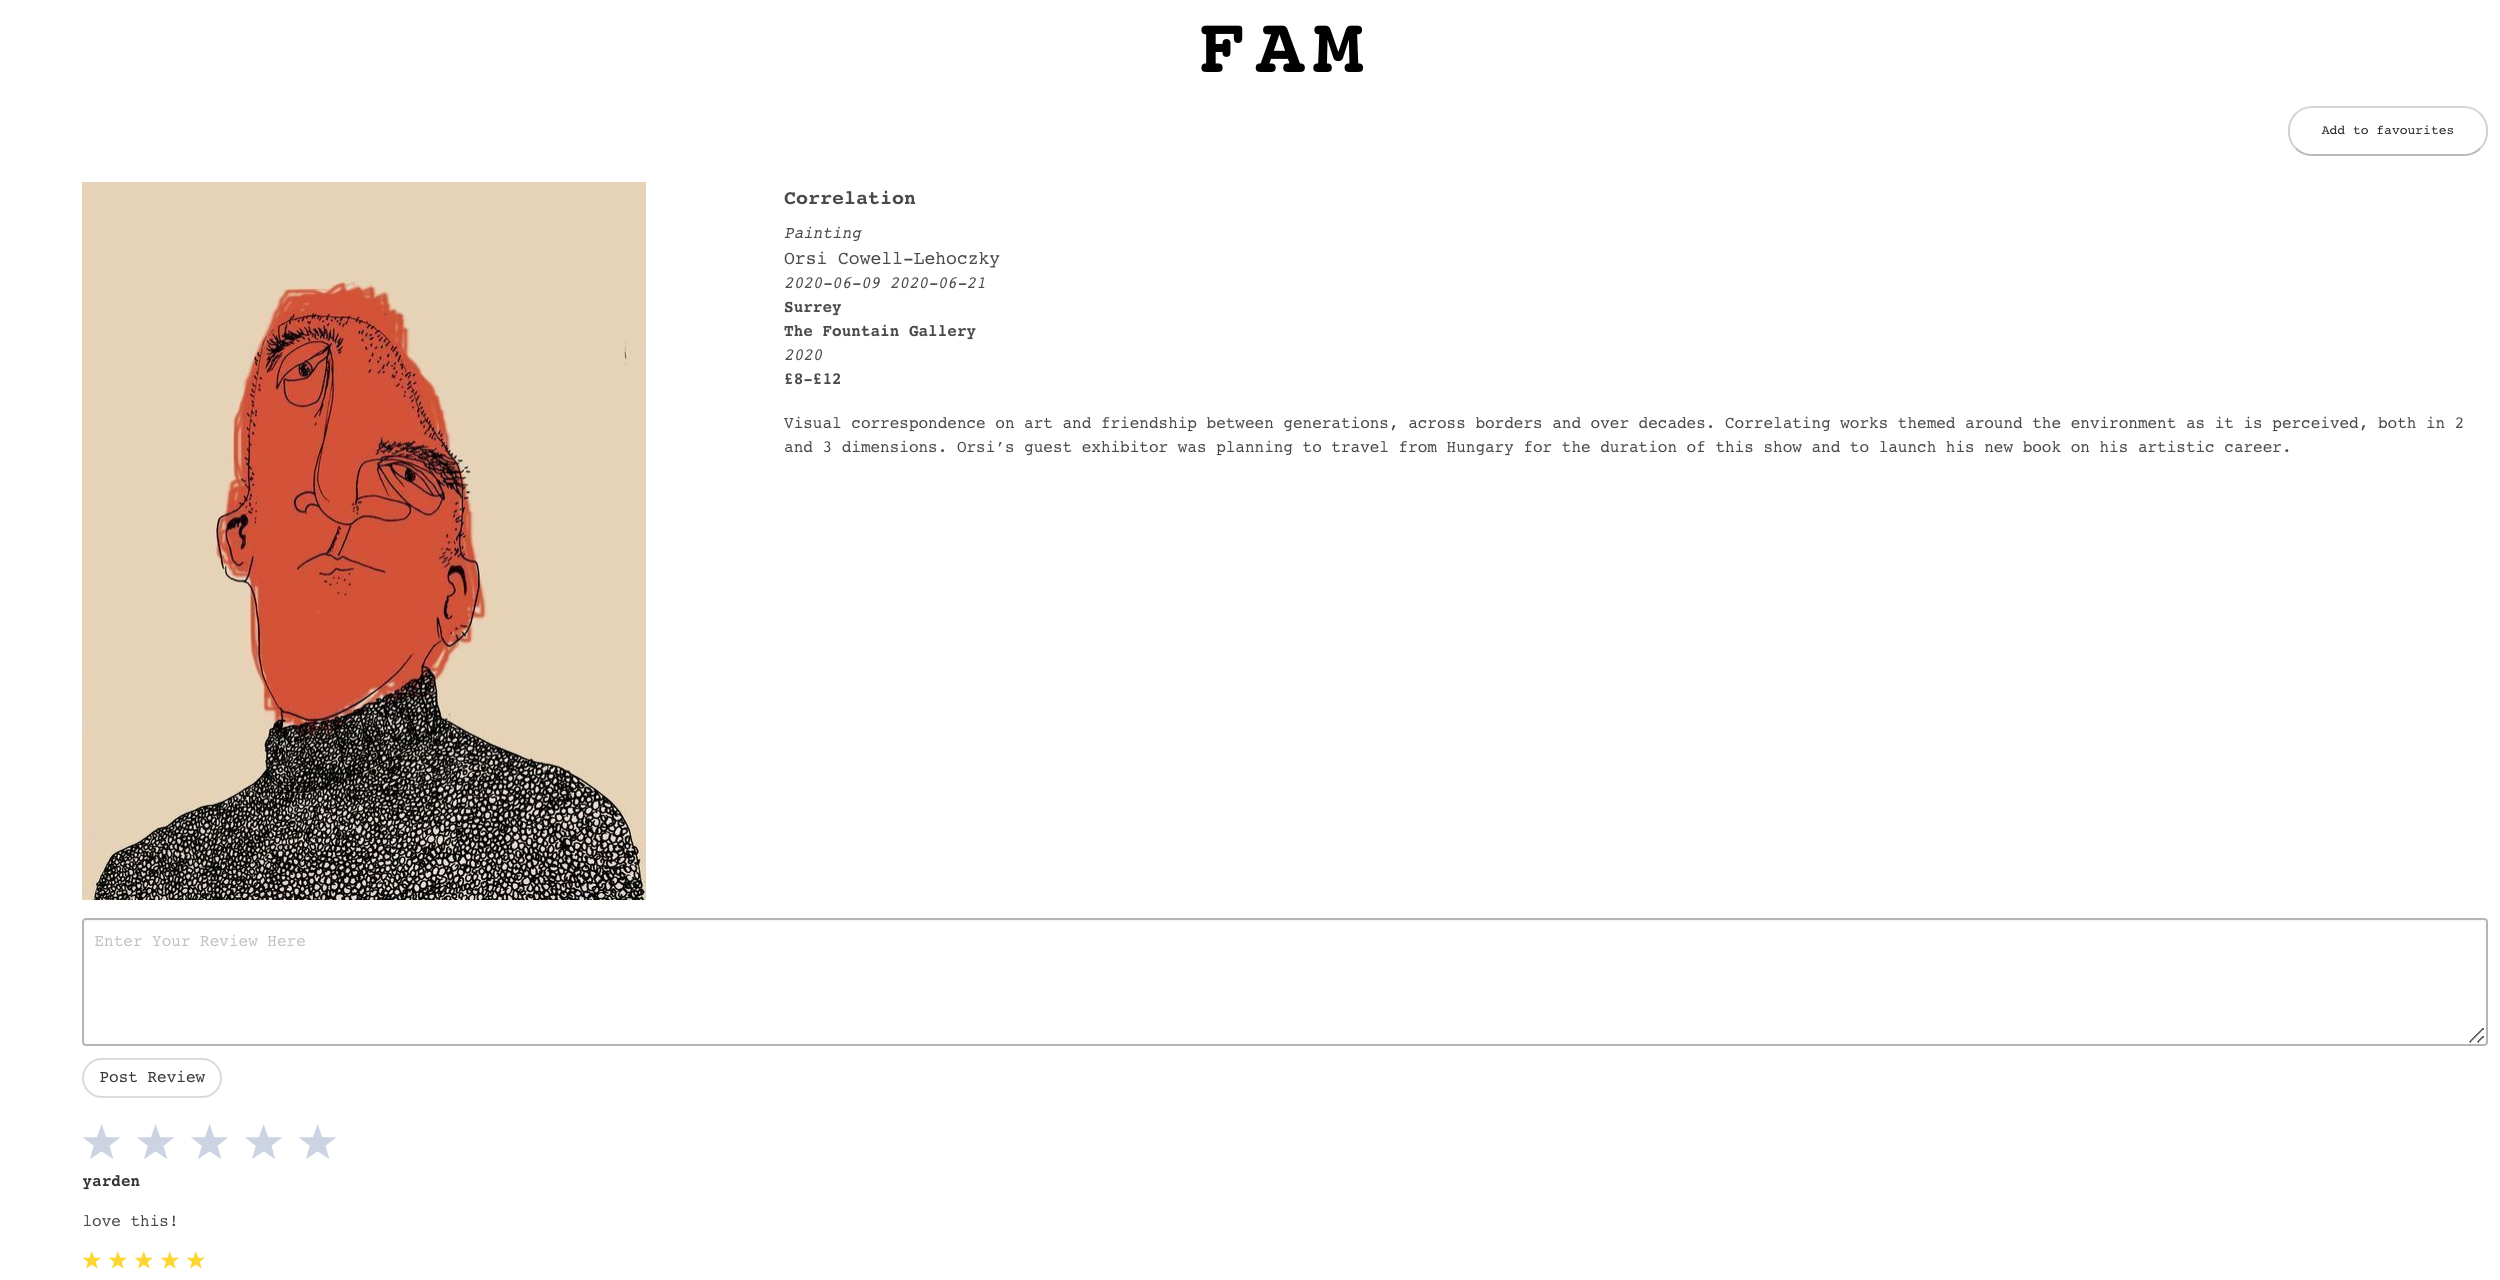 FAM
Add to favourites
Correlation
Painting
Orsi Cowell-Lehoczky
2020-06-09 2020-06-21
Surrey
The Fountain Gallery
2020
£8-£12
Visual correspondence on art and friendship between generations, across borders and over decades. Correlating works themed around the environment as it is perceived, both in 2
and 3 dimensions. Orsi’s guest exhibitor was planning to travel from Hungary for the duration of this show and to launch his new book on his artistic career.
Enter Your Review Here
Post Review
yarden
love this!